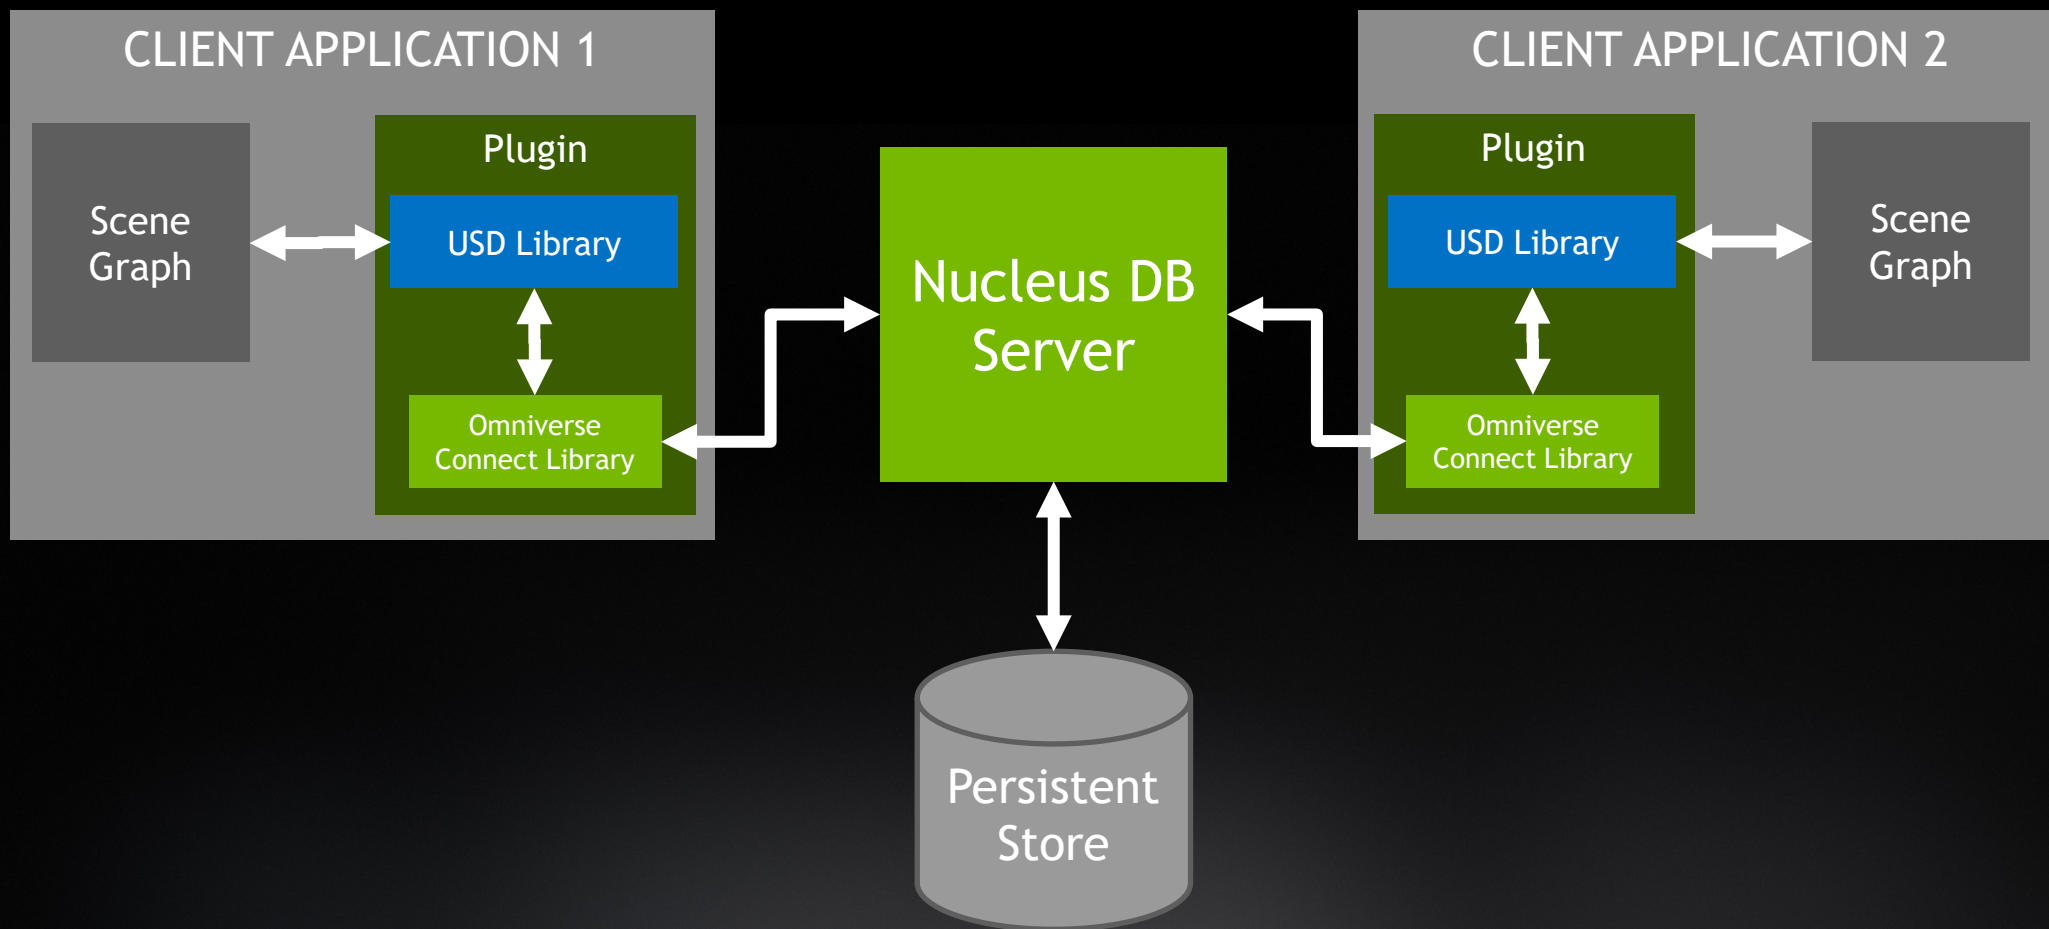 CLIENT APPLICATION 1
Scene
Graph
Plugin
USD Library
Omniverse
Connect Library
Nucleus DB
Server
Persistent
Store
CLIENT APPLICATION 2
Plugin
USD Library
Omniverse
Connect Library
Scene
Graph